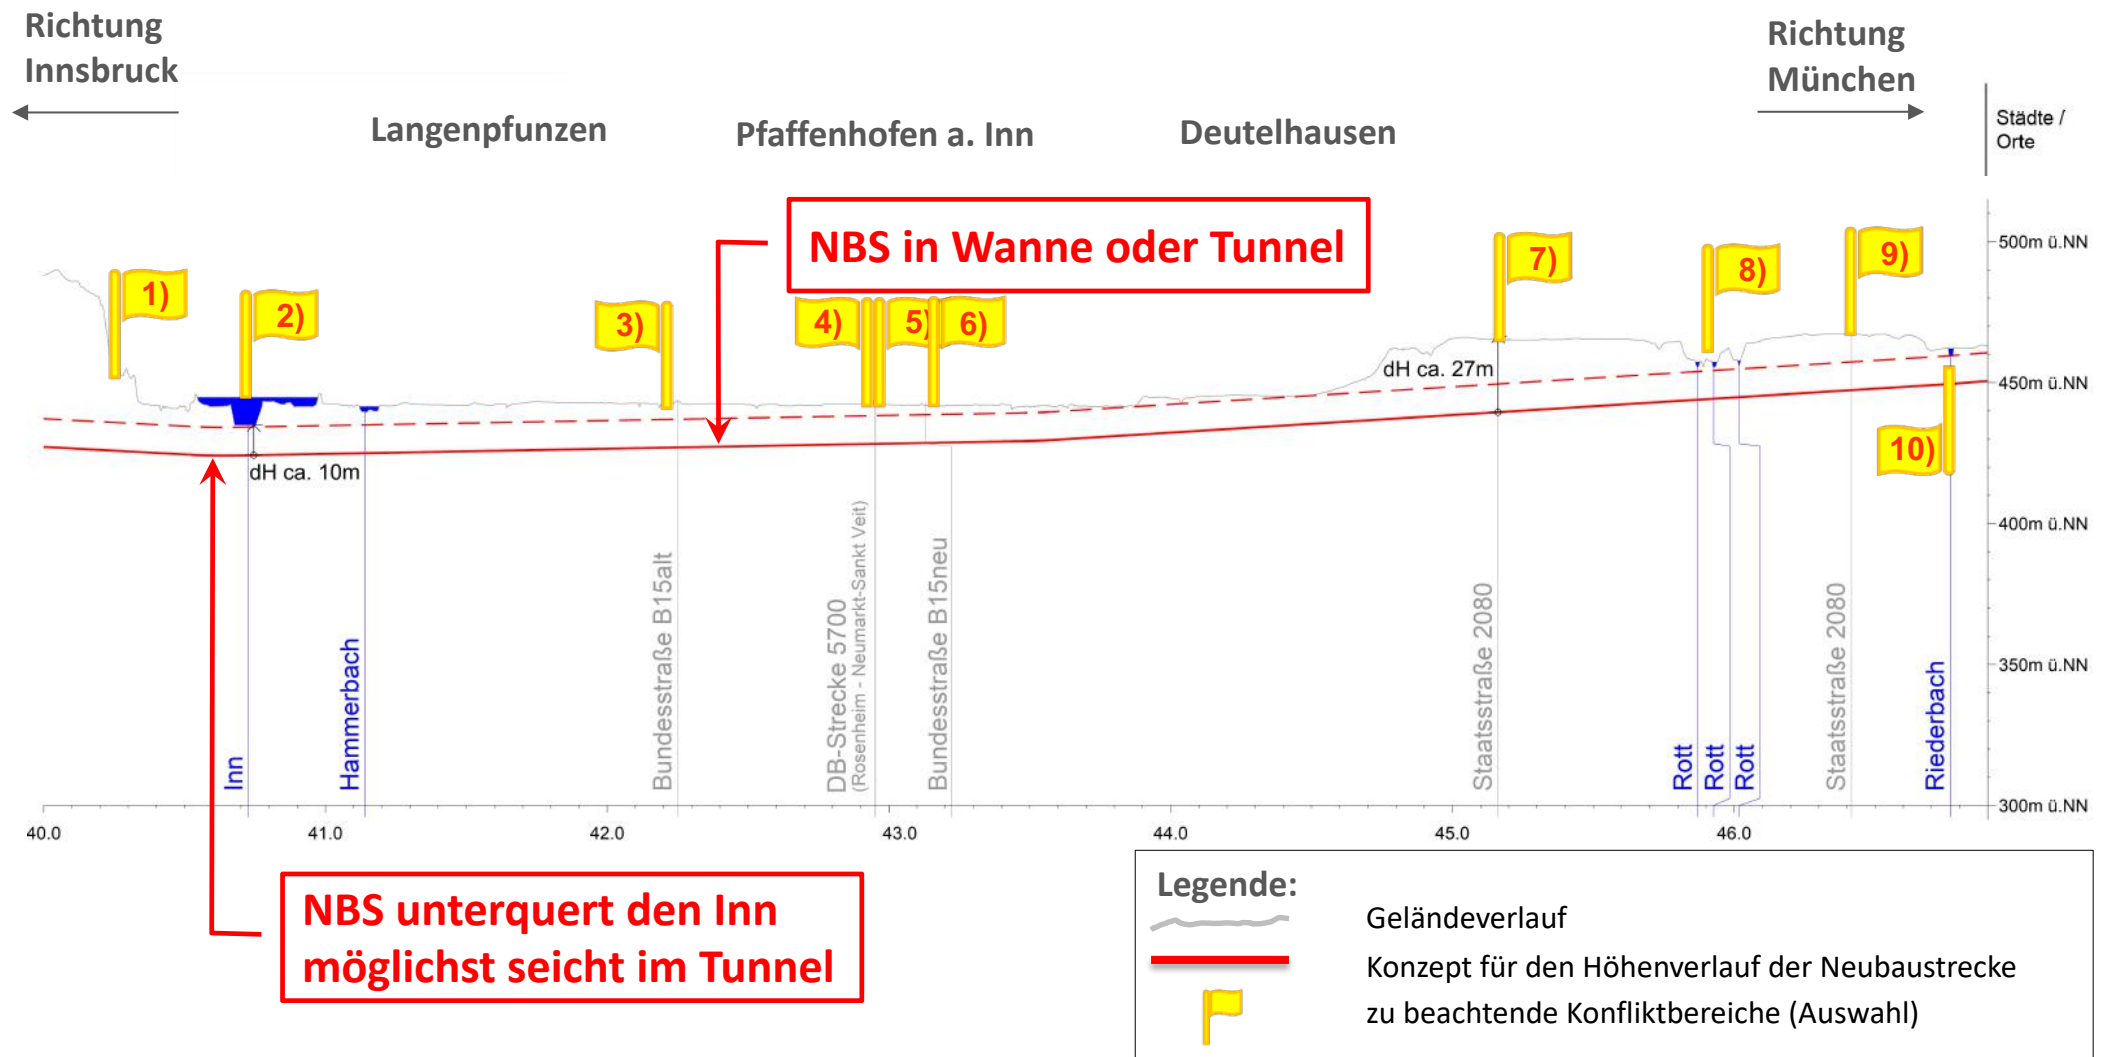 Richtung
Innsbruck
Richtung
München
Langenpfunzen
Pfaffenhofen a. Inn
Deutelhausen
Städte /
Orte
NBS in Wanne oder Tunnel
1)
2)
3)
4)
5)
6)
7)
8)
9)
10)
500m ü.NN
450m ü.NN
400m ü.NN
350m ü.NN
300m ü.NN
dH ca. 10m
dH ca. 27m
Inn
Hammerbach
Bundesstraße B15alt
DB-Strecke 5700
(Rosenheim - Neumarkt-Sankt Veit)
Bundesstraße B15neu
Staatsstraße 2080
Rott
Rott
Rott
Staatsstraße 2080
Riederbach
40.0
41.0
42.0
43.0
44.0
45.0
46.0
NBS unterquert den Inn
möglichst seicht im Tunnel
Legende:
Geländeverlauf
Konzept für den Höhenverlauf der Neubaustrecke
zu beachtende Konfliktbereiche (Auswahl)